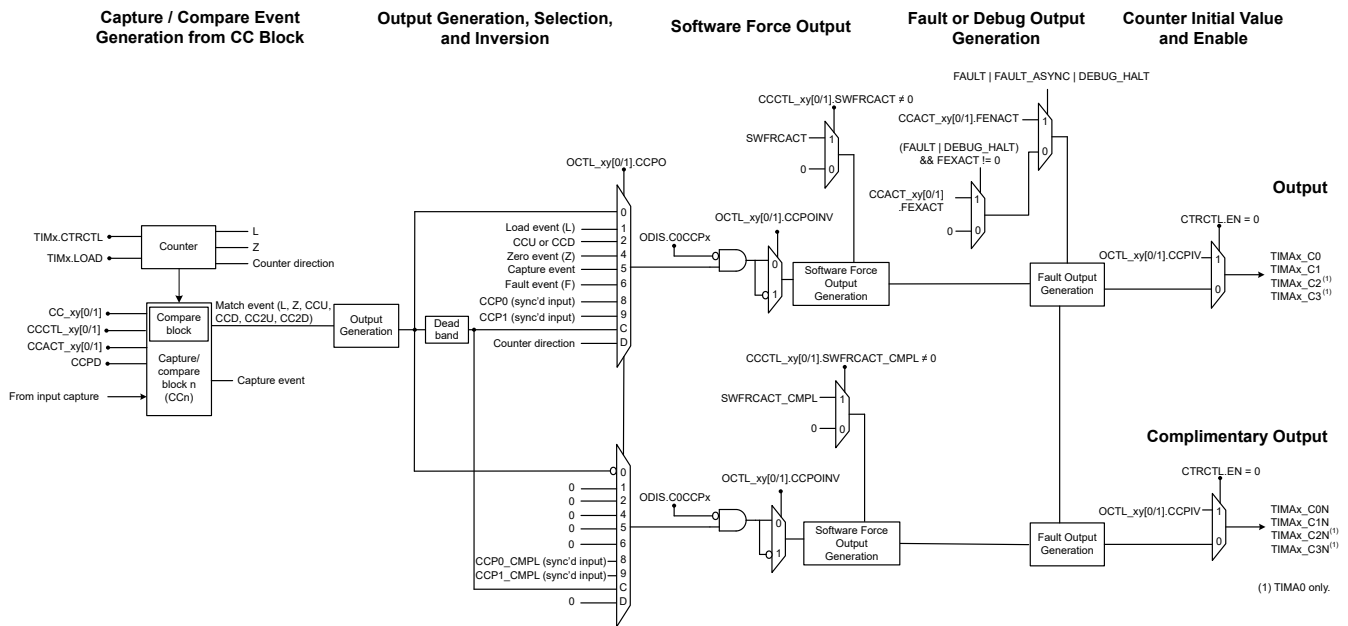 Capture / Compare Event
Generation from CC Block
Output Generation, Selection,
and Inversion
Software Force Output
Fault or Debug Output
Generation
Counter Initial Value
and Enable
FAULT | FAULT_ASYNC | DEBUG_HALT
CCCTL_xy[0/1].SWFRCACT ≠ 0
CCACT_xy[0/1].FENACT
1
0
SWFRCACT
1
0
0
(FAULT | DEBUG_HALT)
&& FEXACT != 0
CCACT_xy[0/1]
.FEXACT
1
0
0
OCTL_xy[0/1].CCPO
Output
TIMx.CTRCTL
TIMx.LOAD
Counter
L
Z
Counter direction
0
Load event (L)
1
CCU or CCD
2
Zero event (Z)
4
Capture event
5
Fault event (F)
6
CCP0 (sync'd input)
8
CCP1 (sync'd input)
9
C
Counter direction
D
OCTL_xy[0/1].CCPOINV
ODIS.C0CCPx
0
1
Software Force
Output
Generation
Fault Output
Generation
CTRCTL.EN = 0
OCTL_xy[0/1].CCPIV
1
0
TIMAx_C0
TIMAx_C1
TIMAx_C2(1)
TIMAx_C3(1)
CC_xy[0/1]
CCCTL_xy[0/1]
CCACT_xy[0/1]
CCPD
From input capture
Compare
block
Capture/
compare
block n
(CCn)
Match event (L, Z, CCU,
CCD, CC2U, CC2D)
Capture event
Output
Generation
Dead
band
CCCTL_xy[0/1].SWFRCACT_CMPL ≠ 0
SWFRCACT_CMPL
1
0
0
Complimentary Output
0
0
1
0
2
0
4
0
5
0
6
CCP0_CMPL (sync'd input)
8
CCP1_CMPL (sync'd input)
9
C
0
D
OCTL_xy[0/1].CCPOINV
ODIS.C0CCPx
0
1
Software Force
Output
Generation
Fault Output
Generation
CTRCTL.EN = 0
OCTL_xy[0/1].CCPIV
1
0
TIMAx_C0N
TIMAx_C1N
TIMAx_C2N(1)
TIMAx_C3N(1)
(1) TIMA0 only.